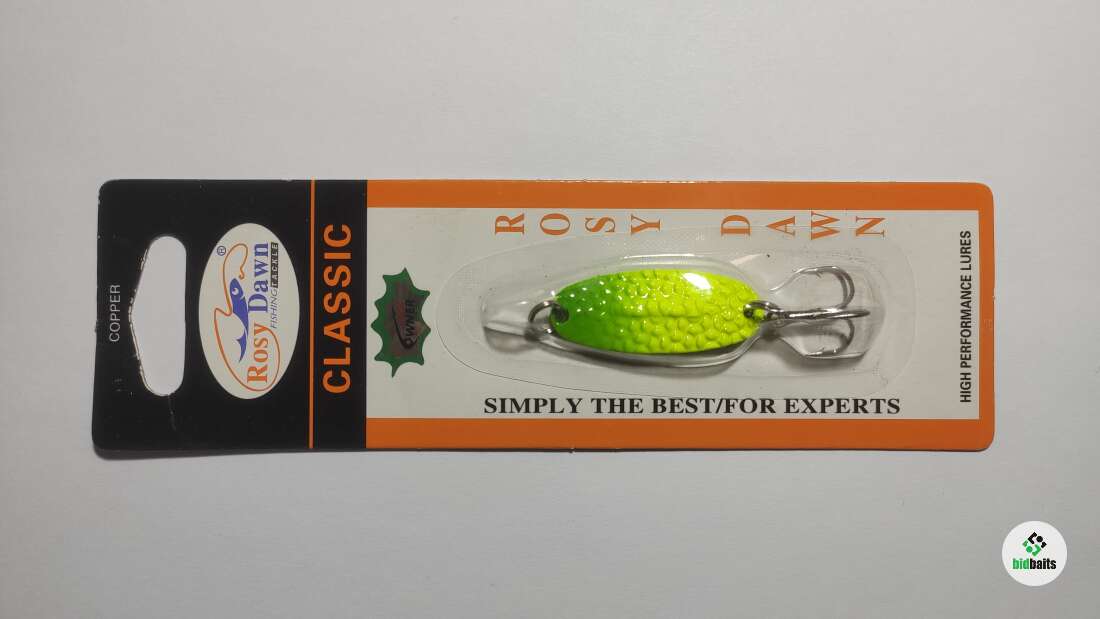 COPPER
®
Rosy Dawn
FISHING TACKLE
CLASSIC
OWNER
ROSY DAWN
SIMPLY THE BEST/FOR EXPERTS
HIGH PERFORMANCE LURES
bidbaits